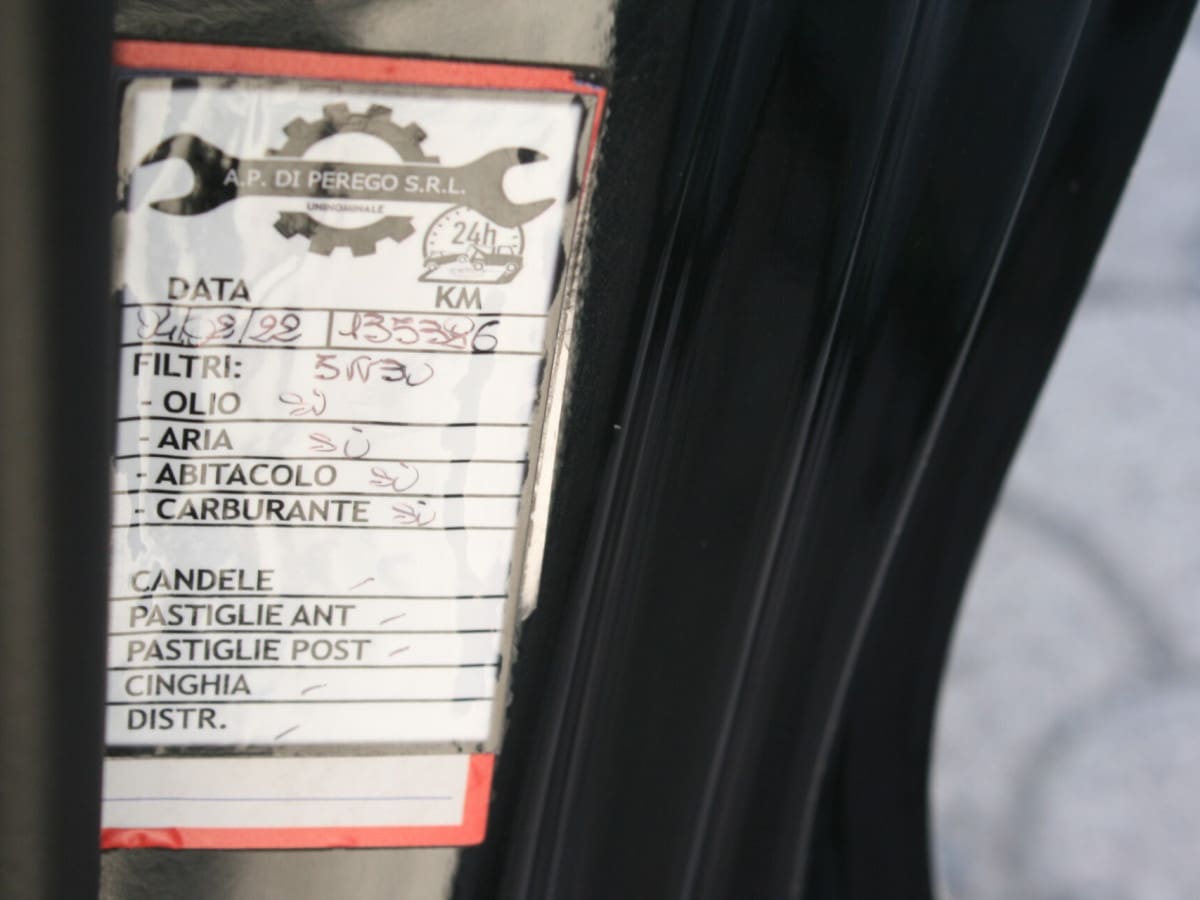 A.P. DI PEREGO S.R.L.
UNINOMINALE
24h
DATA KM
FILTRI: 5W30
- OLIO Sì
- ARIA Sì
- ABITACOLO Sì
- CARBURANTE Sì
CANDELE -
PASTIGLIE ANT -
PASTIGLIE POST -
CINGHIA -
DISTR. -